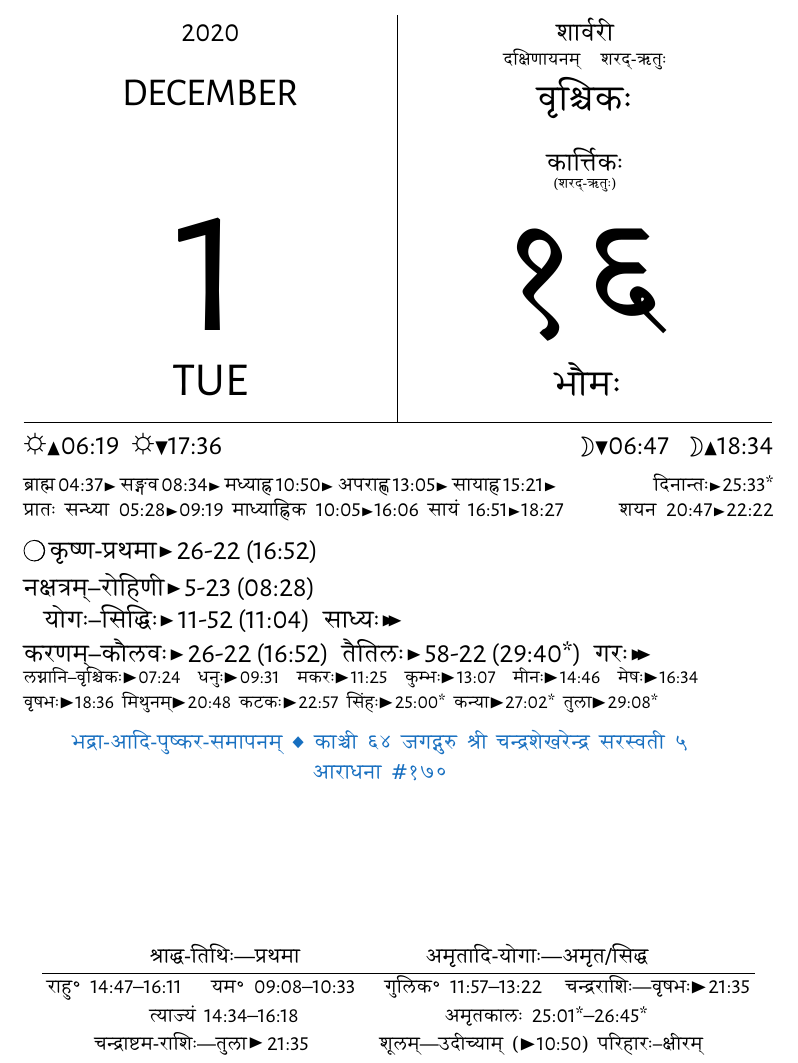 2020
DECEMBER
1
TUE
शार्वरी
दक्षिणायनम् शरद्-ऋतुः
वृश्चिकः
कार्त्तिकः
(शरद्-ऋतुः)
१६
भौमः
☼▲06:19 ☼▼17:36 ☽▼06:47 ☽▲18:34
ब्राह्म 04:37► सङ्गव 08:34► मध्याह्न 10:50► अपराह्ण 13:05► सायाह्न 15:21► दिनान्तः►25:33*
प्रातः सन्ध्या 05:28►09:19 माध्याह्निक 10:05►16:06 सायं 16:51►18:27 शयन 20:47►22:22
◯कृष्ण-प्रथमा►26-22 (16:52)
नक्षत्रम्–रोहिणी►5-23 (08:28)
योगः–सिद्धिः►11-52 (11:04) साध्यः►►
करणम्–कौलवः►26-22 (16:52) तैतिलः►58-22 (29:40*) गरः►►
लग्नानि–वृश्चिकः►07:24 धनुः►09:31 मकरः►11:25 कुम्भः►13:07 मीनः►14:46 मेषः►16:34
वृषभः►18:36 मिथुनम्►20:48 कटकः►22:57 सिंहः►25:00* कन्या►27:02* तुला►29:08*
भद्रा-आदि-पुष्कर-समापनम् ◆ काञ्ची ६४ जगद्गुरु श्री चन्द्रशेखरेन्द्र सरस्वती ५
आराधना #१७०
श्राद्ध-तिथिः—प्रथमा अमृतादि-योगाः—अमृत/सिद्ध
राहु° 14:47–16:11 यम° 09:08–10:33 गुलिक° 11:57–13:22 चन्द्रराशिः—वृषभः►21:35
त्याज्यं 14:34–16:18 अमृतकालः 25:01*–26:45*
चन्द्राष्टम-राशिः—तुला► 21:35 शूलम्—उदीच्याम् (►10:50) परिहारः–क्षीरम्